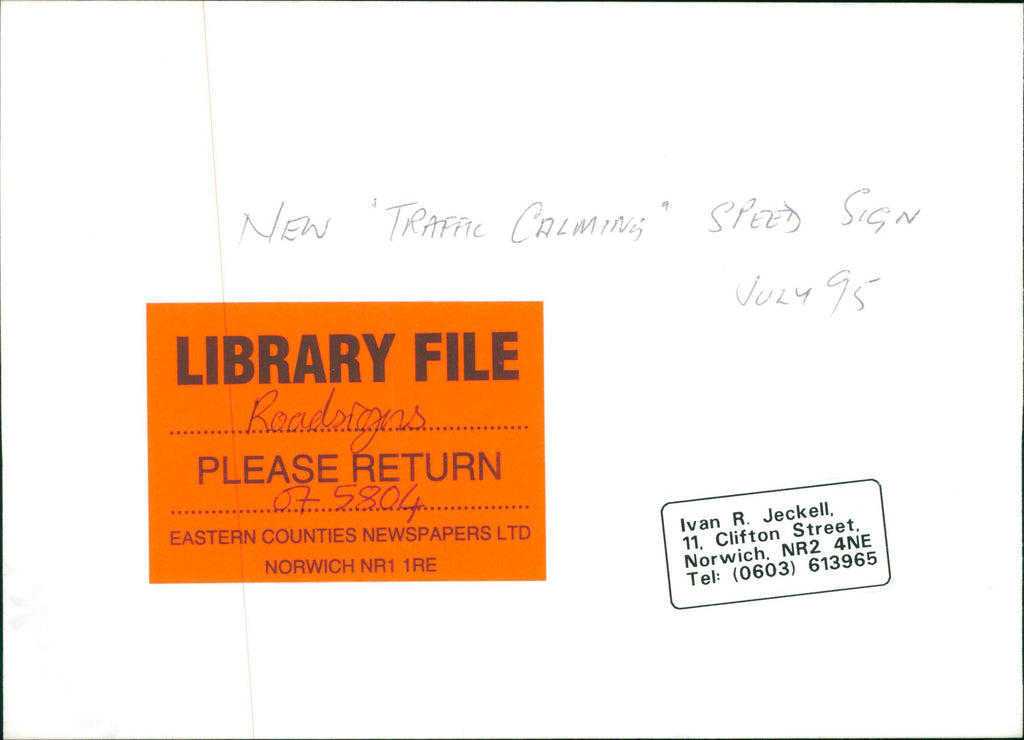 NEW "TRAFFIC CALMING" SPEED SIGN
JULY 95
LIBRARY FILE
Roadsigns
PLEASE RETURN
07 5804
EASTERN COUNTIES NEWSPAPERS LTD
NORWICH NR1 1RE
Ivan R. Jeckell,
11, Clifton Street,
Norwich, NR2 4NE
Tel: (0603) 613965